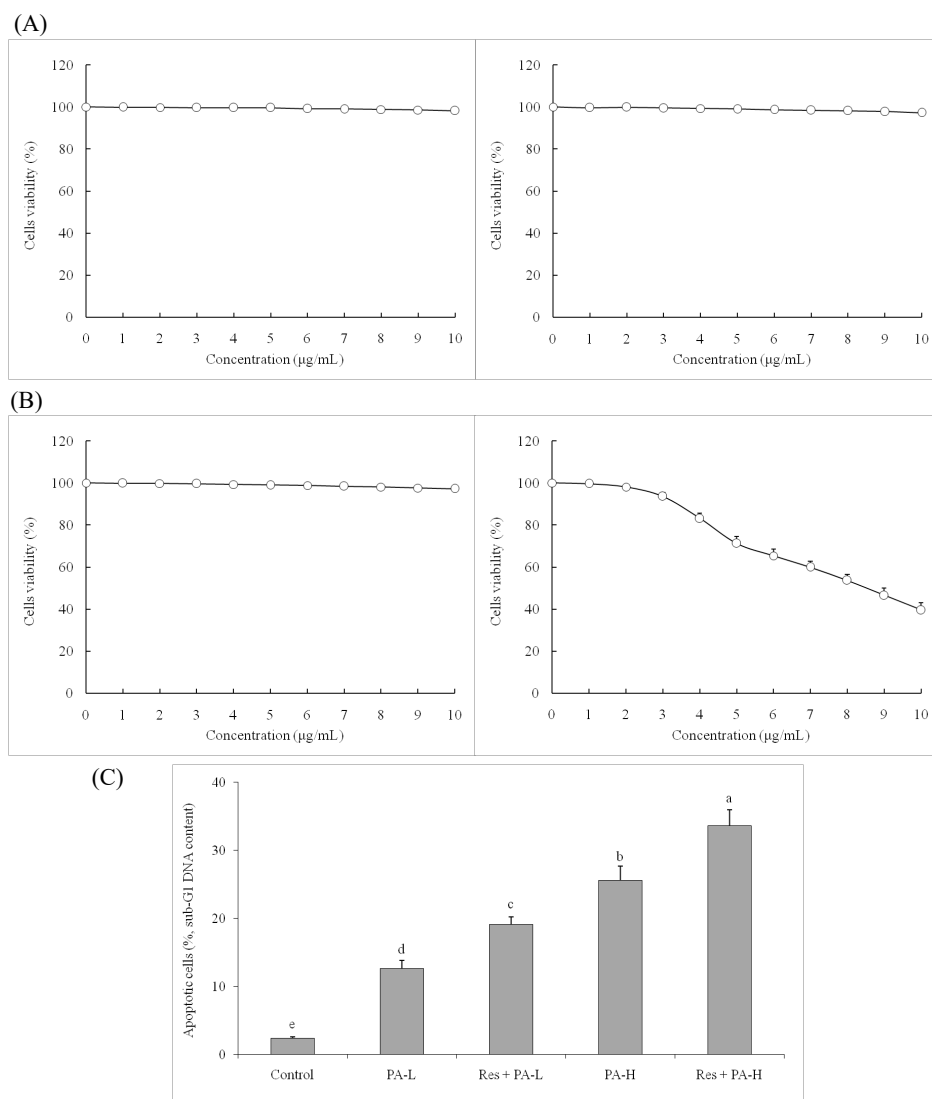 (A)
120
100
80
60
40
20
0
Cells viability (%)
0 1 2 3 4 5 6 7 8 9 10
Concentration (μg/mL)
120
100
80
60
40
20
0
Cells viability (%)
0 1 2 3 4 5 6 7 8 9 10
Concentration (μg/mL)
(B)
120
100
80
60
40
20
0
Cells viability (%)
0 1 2 3 4 5 6 7 8 9 10
Concentration (μg/mL)
120
100
80
60
40
20
0
Cells viability (%)
0 1 2 3 4 5 6 7 8 9 10
Concentration (μg/mL)
(C)
40
30
20
10
0
Apoptotic cells (%, sub-G1 DNA content)
e
d
c
b
a
Control PA-L Res + PA-L PA-H Res + PA-H